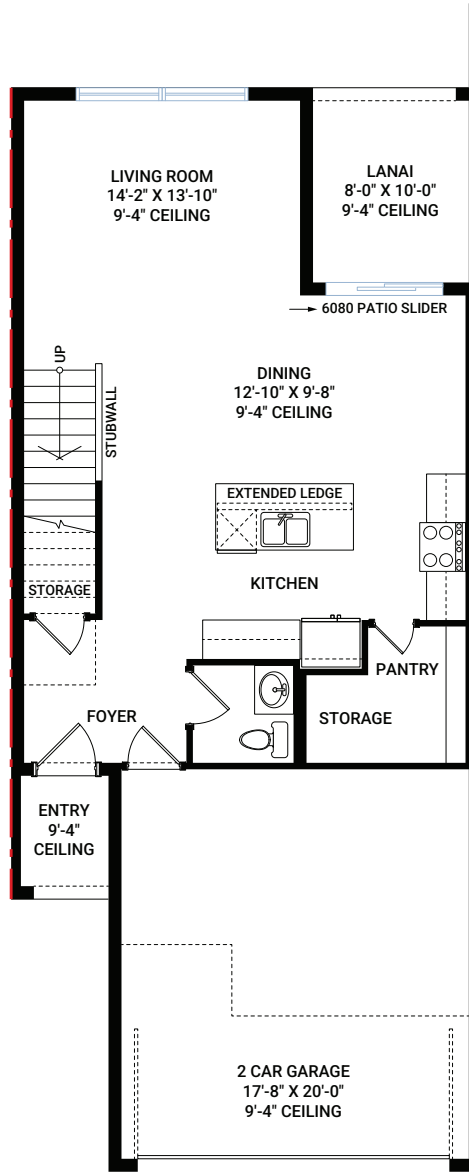 LIVING ROOM
14'-2" X 13'-10"
9'-4" CEILING
LANAI
8'-0" X 10'-0"
9'-4" CEILING
6080 PATIO SLIDER
UP
STUBWALL
DINING
12'-10" X 9'-8"
9'-4" CEILING
EXTENDED LEDGE
KITCHEN
STORAGE
PANTRY
STORAGE
FOYER
ENTRY
9'-4"
CEILING
2 CAR GARAGE
17'-8" X 20'-0"
9'-4" CEILING